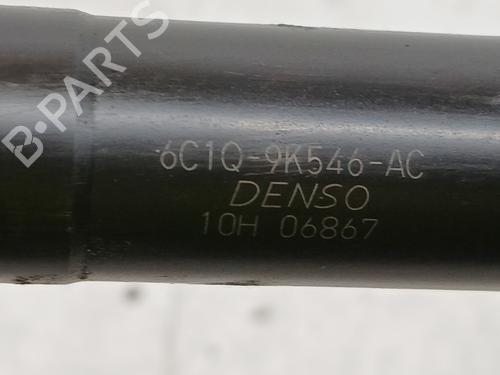 B-PARTS
6C1Q-9K546-AC
DENSO
10H 06867